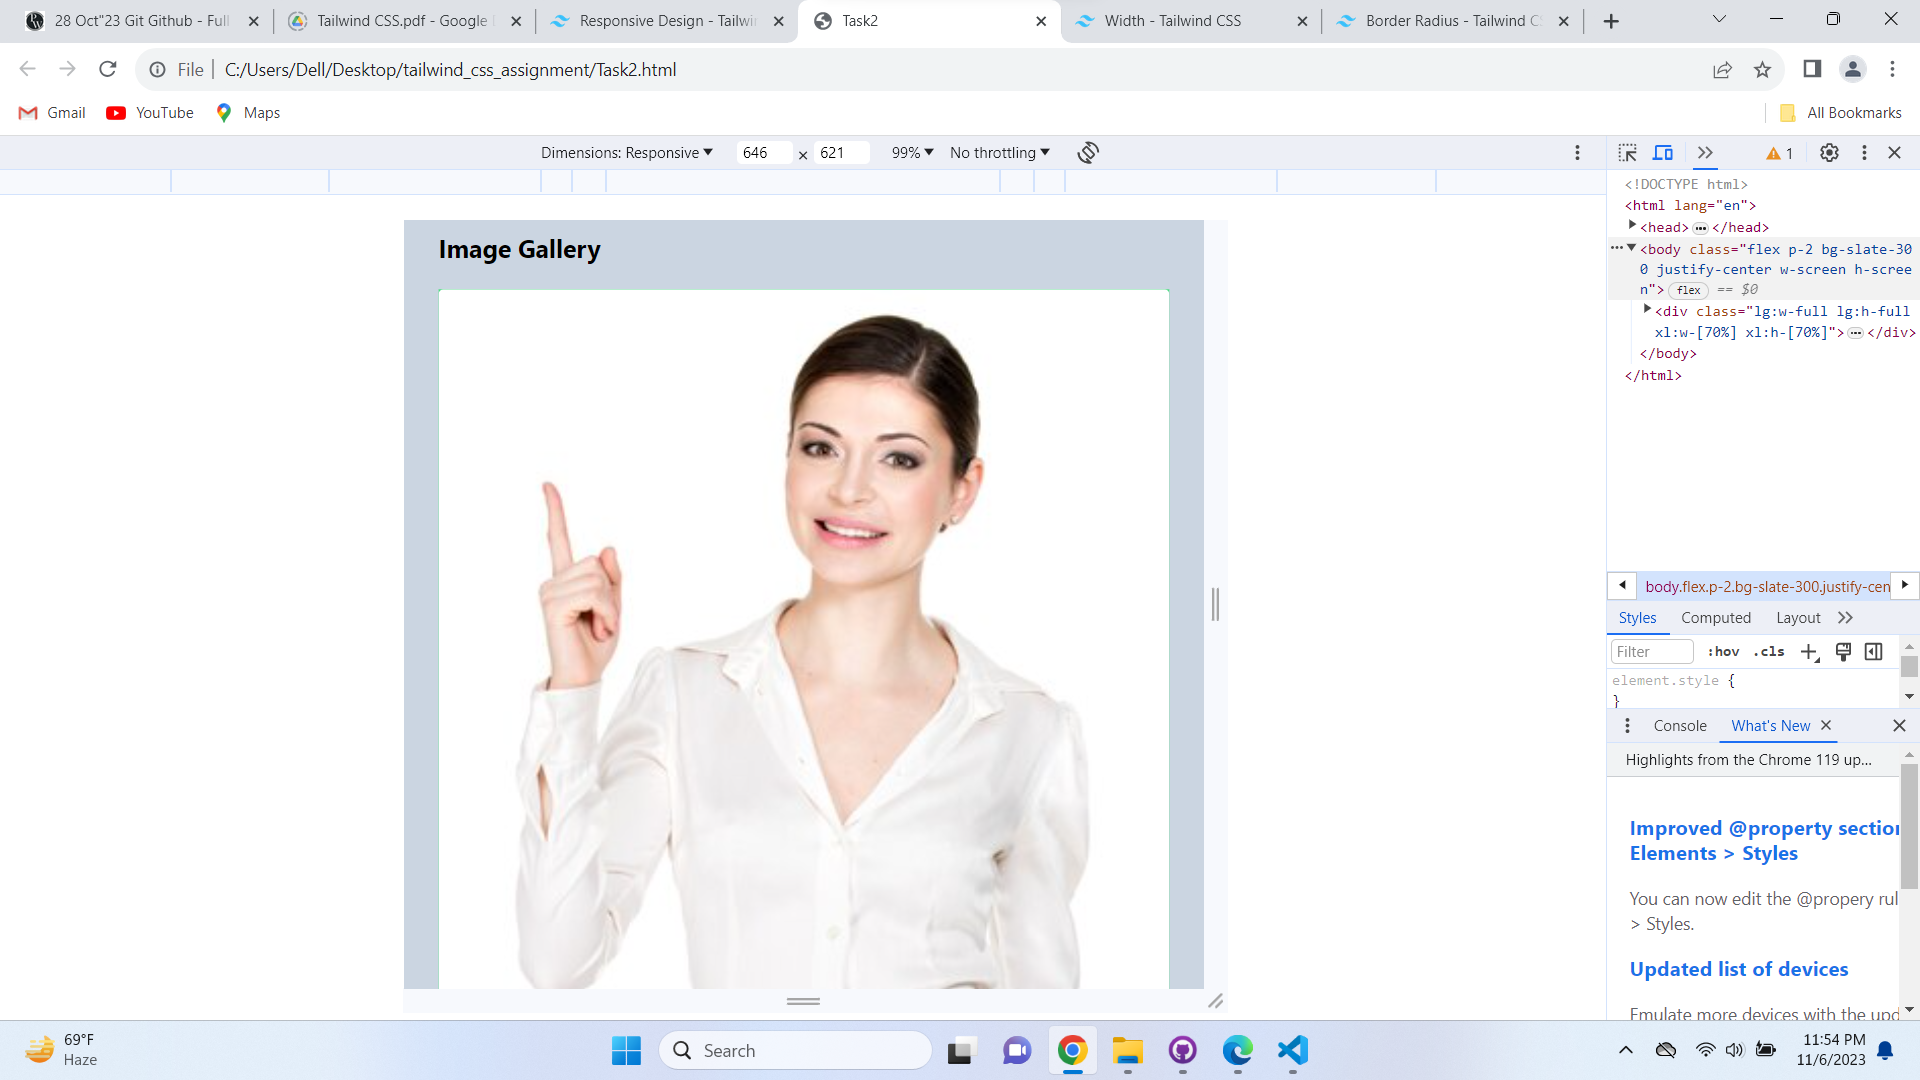 28 Oct"23 Git Github - Full
Tailwind CSS.pdf - Google
Responsive Design - Tailwi
Task2
Width - Tailwind CSS
Border Radius - Tailwind C
File
C:/Users/Dell/Desktop/tailwind_css_assignment/Task2.html
Gmail
YouTube
Maps
All Bookmarks
Dimensions: Responsive
646 x 621
99%
No throttling
1
<!DOCTYPE html>
<html lang="en">
<head> ••• </head>
••• <body class="flex p-2 bg-slate-30
0 justify-center w-screen h-scree
n"> flex == $0
<div class="lg:w-full lg:h-full
xl:w-[70%] xl:h-[70%]"> ••• </div>
</body>
</html>
Image Gallery
body.flex.p-2.bg-slate-300.justify-cen
Styles
Computed
Layout
Filter
:hov
.cls
element.style {
}
Console
What's New
Highlights from the Chrome 119 up...
Improved @property section
Elements > Styles
You can now edit the @propery rul
> Styles.
Updated list of devices
Emulate more devices with the upd
69°F
Haze
Search
11:54 PM
11/6/2023